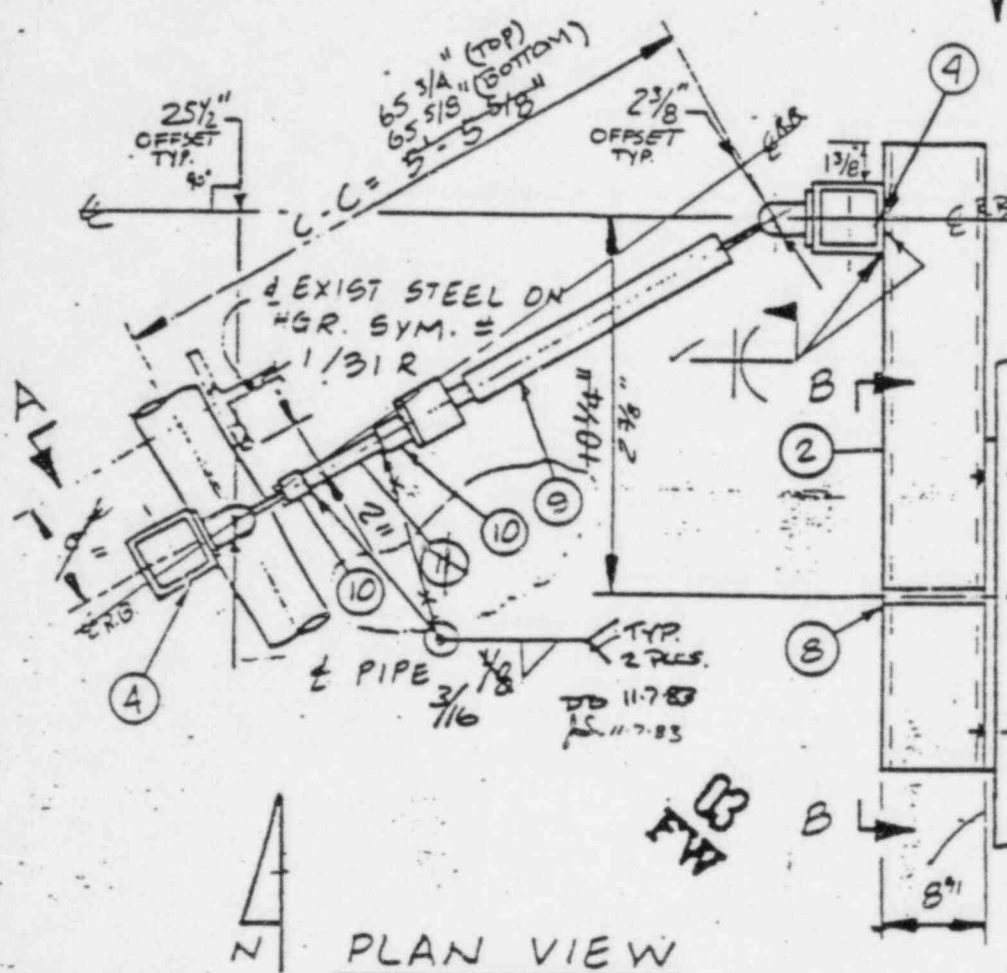 65 3/4" (TOP)
65 5/8" (BOTTOM)
C-C = 5'-5 5/8"
25 1/2"
OFFSET
TYP.
90°
2 3/8"
OFFSET
TYP.
℄ R.B.
4
1 3/8"
℄
℄ R.B.
℄ EXIST STEEL ON
HGR. SYM. =
1/31 R
A
B
10 1/4"
2 7/8"
2
9
10
2"
11
10
℄ R.B.
4
℄ PIPE
3/16
1/8
TYP.
2 PLCS.
8
11-7-83
11-7-83
FW
B
8"
N
PLAN VIEW